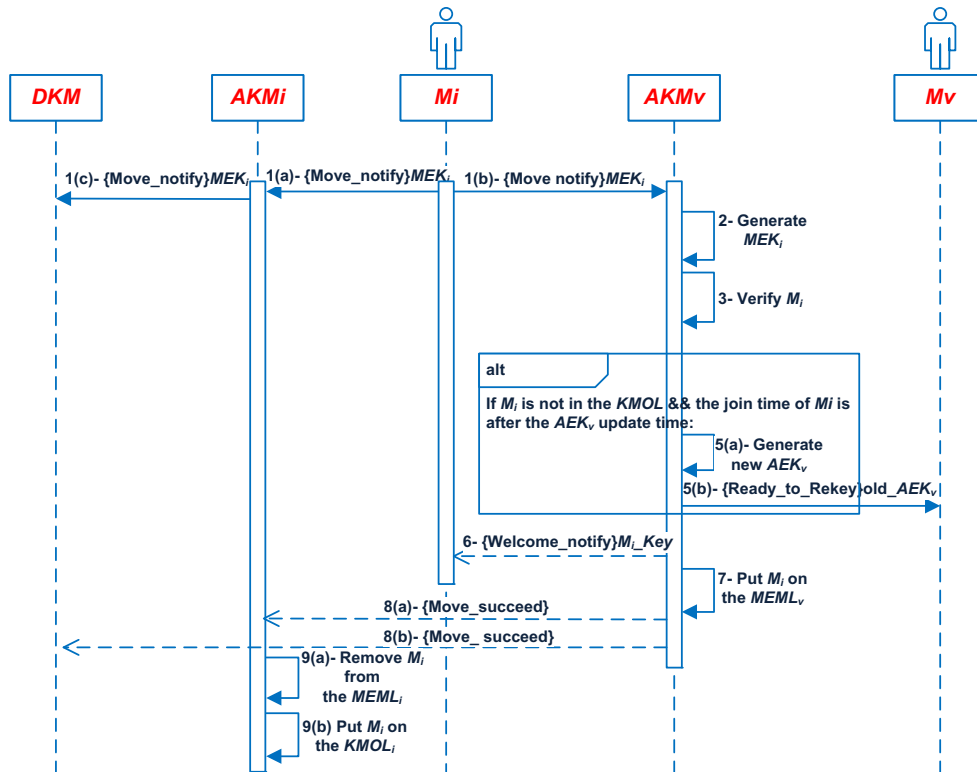 DKM
AKMi
Mi
AKMv
Mv
1(c)- {Move_notify}MEKi
1(a)- {Move_notify}MEKi
1(b)- {Move notify}MEKi
2- Generate
MEKi
3- Verify Mi
alt
If Mi is not in the KMOL && the join time of Mi is
after the AEKv update time:
5(a)- Generate
new AEKv
5(b)- {Ready_to_Rekey}old_AEKv
6- {Welcome_notify}Mi_Key
7- Put Mi on
the MEMLv
8(a)- {Move_succeed}
8(b)- {Move_ succeed}
9(a)- Remove Mi
from
the MEMLi
9(b) Put Mi on
the KMOLi